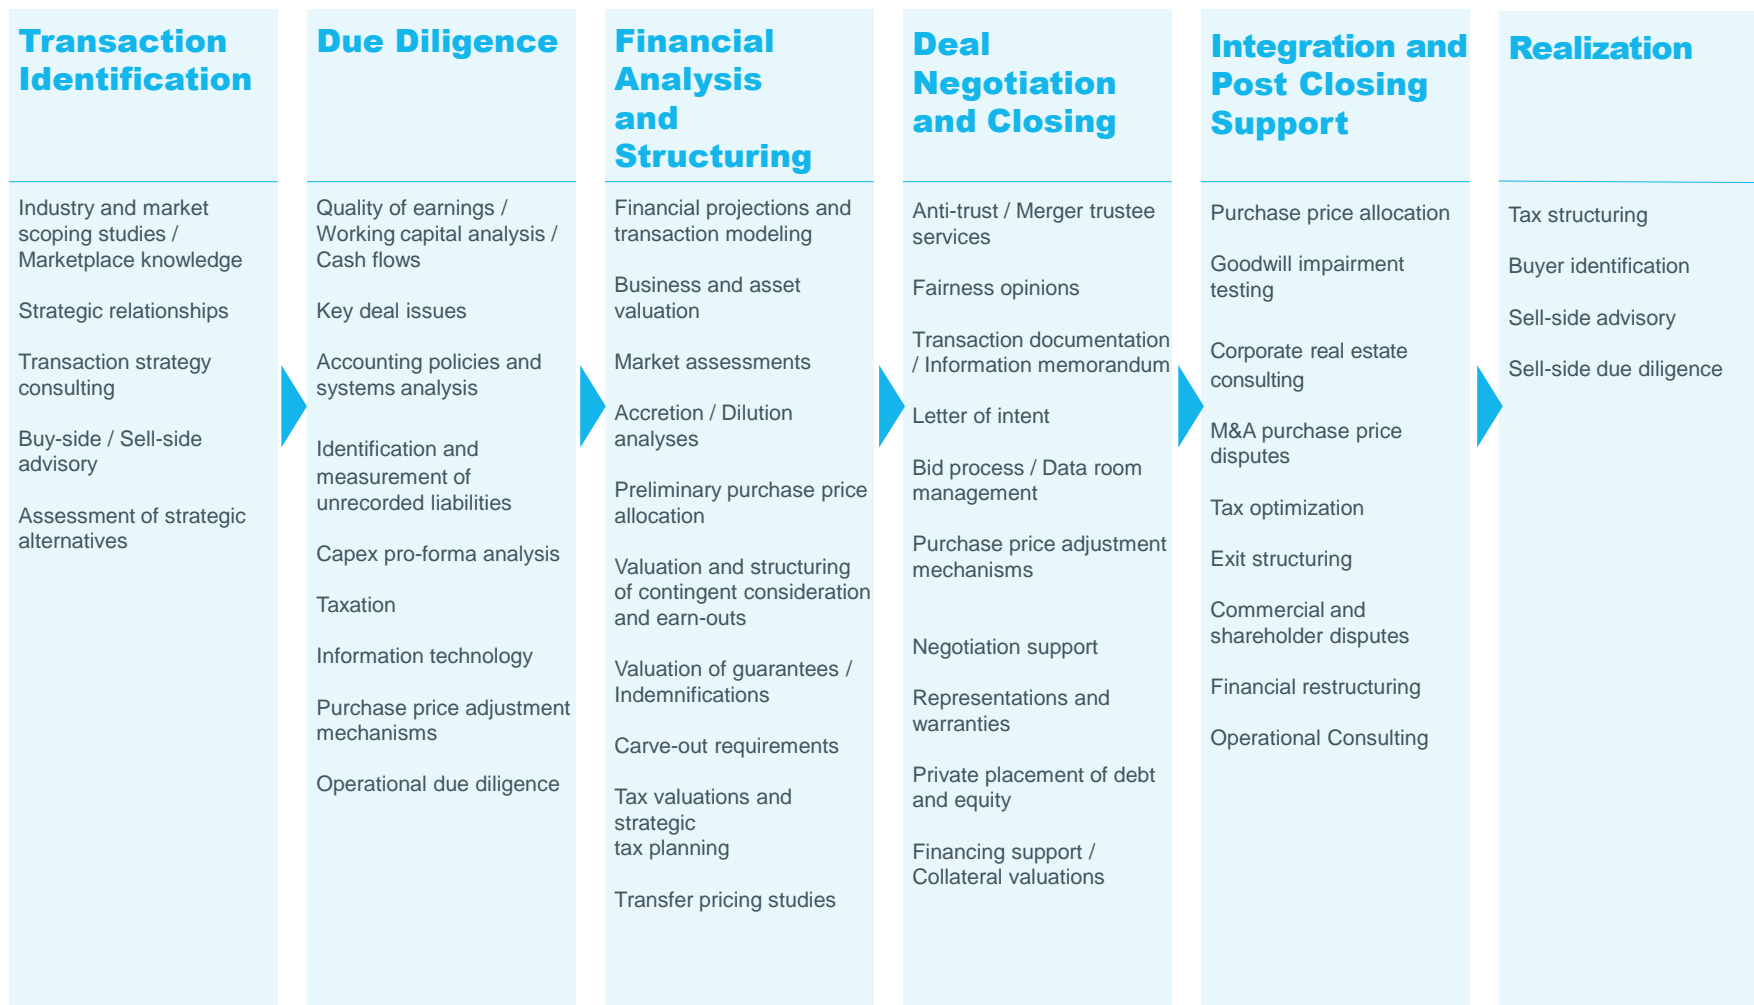 Transaction
Identification
Industry and market
scoping studies /
Marketplace knowledge
Strategic relationships
Transaction strategy
consulting
Buy-side / Sell-side
advisory
Assessment of strategic
alternatives
Due Diligence
Quality of earnings /
Working capital analysis /
Cash flows
Key deal issues
Accounting policies and
systems analysis
Identification and
measurement of
unrecorded liabilities
Capex pro-forma analysis
Taxation
Information technology
Purchase price adjustment
mechanisms
Operational due diligence
Financial
Analysis
and
Structuring
Financial projections and
transaction modeling
Business and asset
valuation
Market assessments
Accretion / Dilution
analyses
Preliminary purchase price
allocation
Valuation and structuring
of contingent consideration
and earn-outs
Valuation of guarantees /
Indemnifications
Carve-out requirements
Tax valuations and
strategic
tax planning
Transfer pricing studies
Deal
Negotiation
and Closing
Anti-trust / Merger trustee
services
Fairness opinions
Transaction documentation
/ Information memorandum
Letter of intent
Bid process / Data room
management
Purchase price adjustment
mechanisms
Negotiation support
Representations and
warranties
Private placement of debt
and equity
Financing support /
Collateral valuations
Integration and
Post Closing
Support
Purchase price allocation
Goodwill impairment
testing
Corporate real estate
consulting
M&A purchase price
disputes
Tax optimization
Exit structuring
Commercial and
shareholder disputes
Financial restructuring
Operational Consulting
Realization
Tax structuring
Buyer identification
Sell-side advisory
Sell-side due diligence